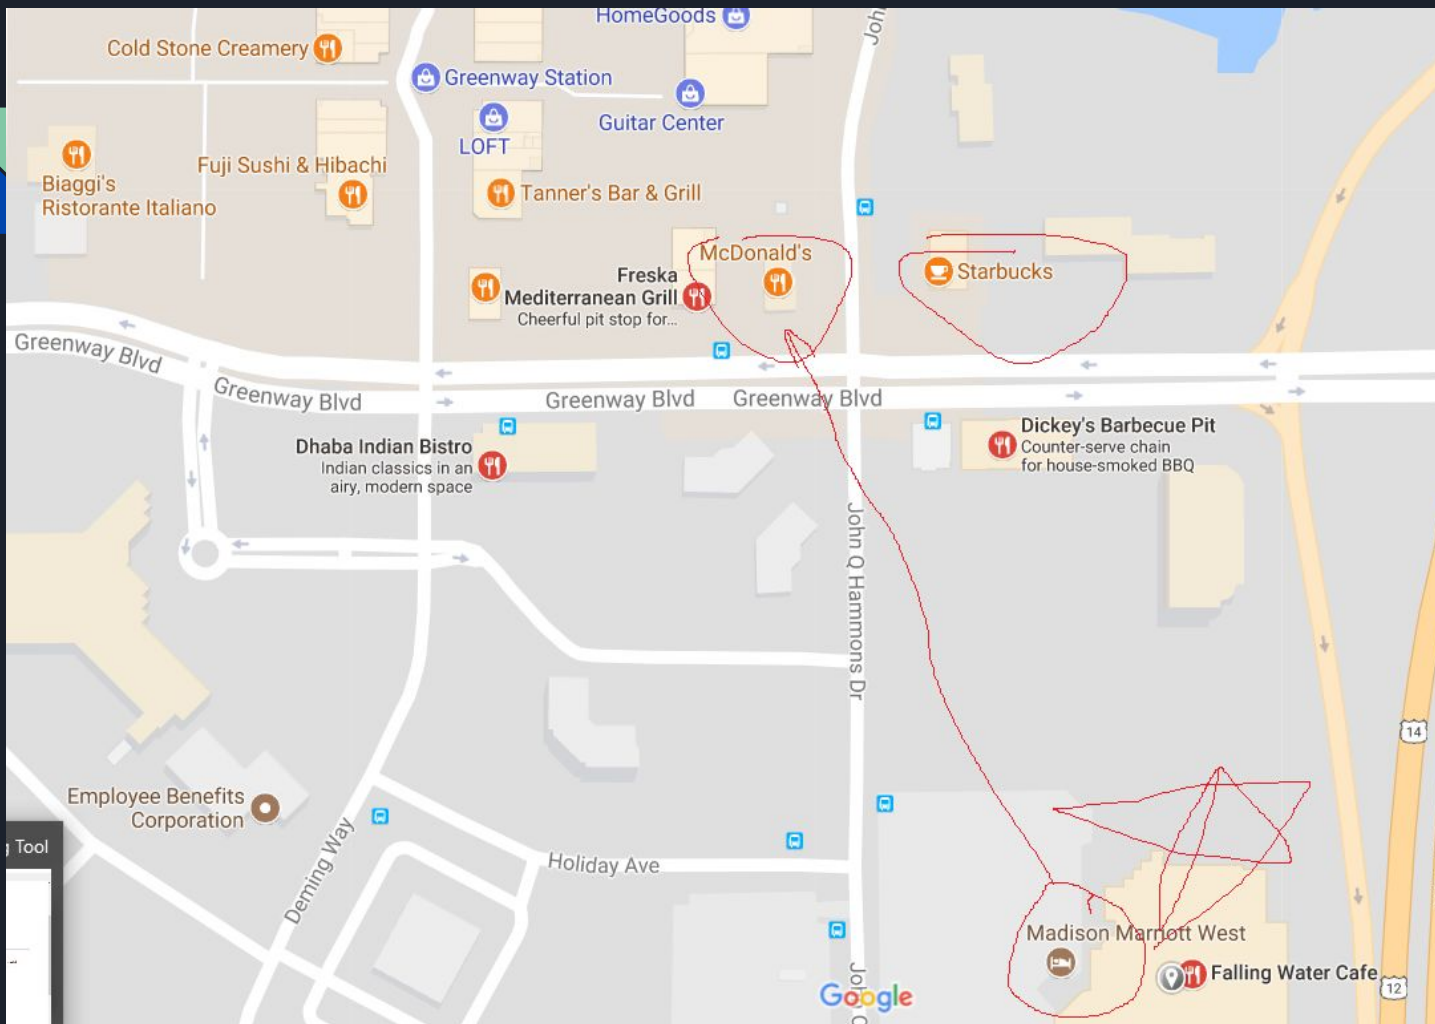 HomeGoods
Cold Stone Creamery
Greenway Station
Guitar Center
LOFT
Fuji Sushi & Hibachi
Biaggi's
Ristorante Italiano
Tanner's Bar & Grill
McDonald's
Starbucks
Freska
Mediterranean Grill
Cheerful pit stop for...
Greenway Blvd
Greenway Blvd
Greenway Blvd
Greenway Blvd
Dhaba Indian Bistro
Indian classics in an
airy, modern space
Dickey's Barbecue Pit
Counter-serve chain
for house-smoked BBQ
John Q Hammons Dr
14
Employee Benefits
Corporation
Tool
Deming Way
Holiday Ave
Madison Marriott West
Falling Water Cafe
12
Google